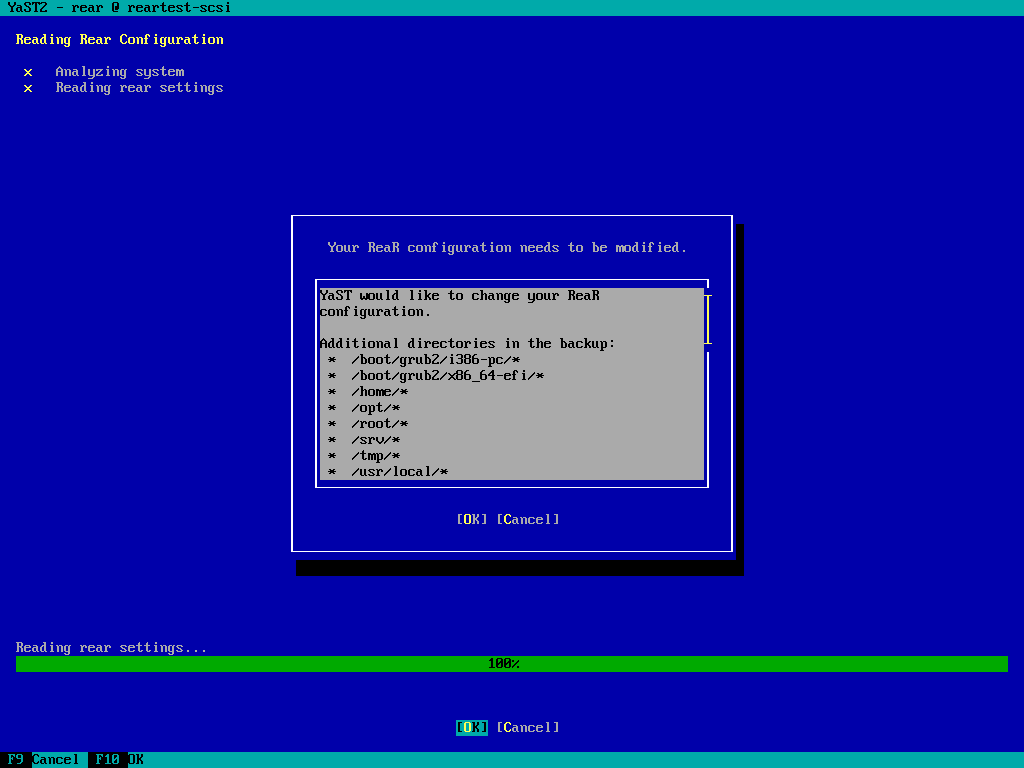 YaST2 - rear @ reartest-scsi
Reading Rear Configuration
x Analyzing system
x Reading rear settings
Your ReaR configuration needs to be modified.
YaST would like to change your ReaR
configuration.
Additional directories in the backup:
* /boot/grub2/i386-pc/*
* /boot/grub2/x86_64-efi/*
* /home/*
* /opt/*
* /root/*
* /srv/*
* /tmp/*
* /usr/local/*
[OK] [Cancel]
Reading rear settings...
100%
[OK] [Cancel]
F9 Cancel F10 OK